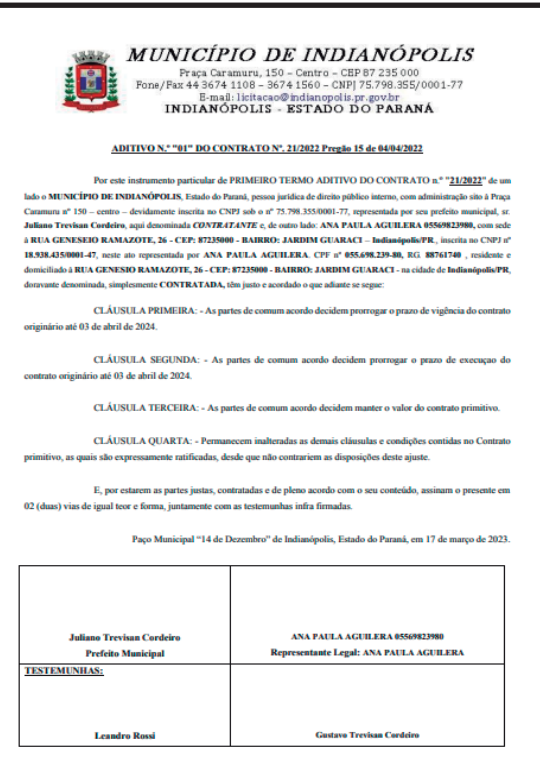 MUNICÍPIO DE INDIANÓPOLIS
Praça Caramuru, 150 – Centro – CEP 87 235 000
Fone/Fax 44 3674 1108 – 3674 1560 – CNPJ 75.798.355/0001-77
E-mail: licitacao@indianopolis.pr.gov.br
INDIANÓPOLIS - ESTADO DO PARANÁ
ADITIVO N.º "01" DO CONTRATO Nº. 21/2022 Pregão 15 de 04/04/2022
Por este instrumento particular de PRIMEIRO TERMO ADITIVO DO CONTRATO n.º "21/2022" de um
lado o MUNICÍPIO DE INDIANÓPOLIS, Estado do Paraná, pessoa jurídica de direito público interno, com administração sito à Praça
Caramuru nº 150 – centro – devidamente inscrita no CNPJ sob o nº 75.798.355/0001-77, representada por seu prefeito municipal, sr.
Juliano Trevisan Cordeiro, aqui denominada CONTRATANTE e, de outro lado: ANA PAULA AGUILERA 05569823980, com sede
à RUA GENESEIO RAMAZOTE, 26 - CEP: 87235000 - BAIRRO: JARDIM GUARACI – Indianópolis/PR., inscrita no CNPJ nº
18.938.435/0001-47, neste ato representada por ANA PAULA AGUILERA. CPF nº 055.698.239-80, RG. 88761740 , residente e
domiciliado à RUA GENESIO RAMAZOTE, 26 - CEP: 87235000 - BAIRRO: JARDIM GUARACI - na cidade de Indianópolis/PR,
doravante denominada, simplesmente CONTRATADA, têm justo e acordado o que adiante se segue:
CLÁUSULA PRIMEIRA: - As partes de comum acordo decidem prorrogar o prazo de vigência do contrato
originário até 03 de abril de 2024.
CLÁUSULA SEGUNDA: - As partes de comum acordo decidem prorrogar o prazo de execuçao do
contrato originário até 03 de abril de 2024.
CLÁUSULA TERCEIRA: - As partes de comum acordo decidem manter o valor do contrato primitivo.
CLÁUSULA QUARTA: - Permanecem inalteradas as demais cláusulas e condições contidas no Contrato
primitivo, as quais são expressamente ratificadas, desde que não contrariem as disposições deste ajuste.
E, por estarem as partes justas, contratadas e de pleno acordo com o seu conteúdo, assinam o presente em
02 (duas) vias de igual teor e forma, juntamente com as testemunhas infra firmadas.
Paço Municipal “14 de Dezembro” de Indianópolis, Estado do Paraná, em 17 de março de 2023.
Juliano Trevisan Cordeiro
Prefeito Municipal
ANA PAULA AGUILERA 05569823980
Representante Legal: ANA PAULA AGUILERA
TESTEMUNHAS:
Leandro Rossi
Gustavo Trevisan Cordeiro